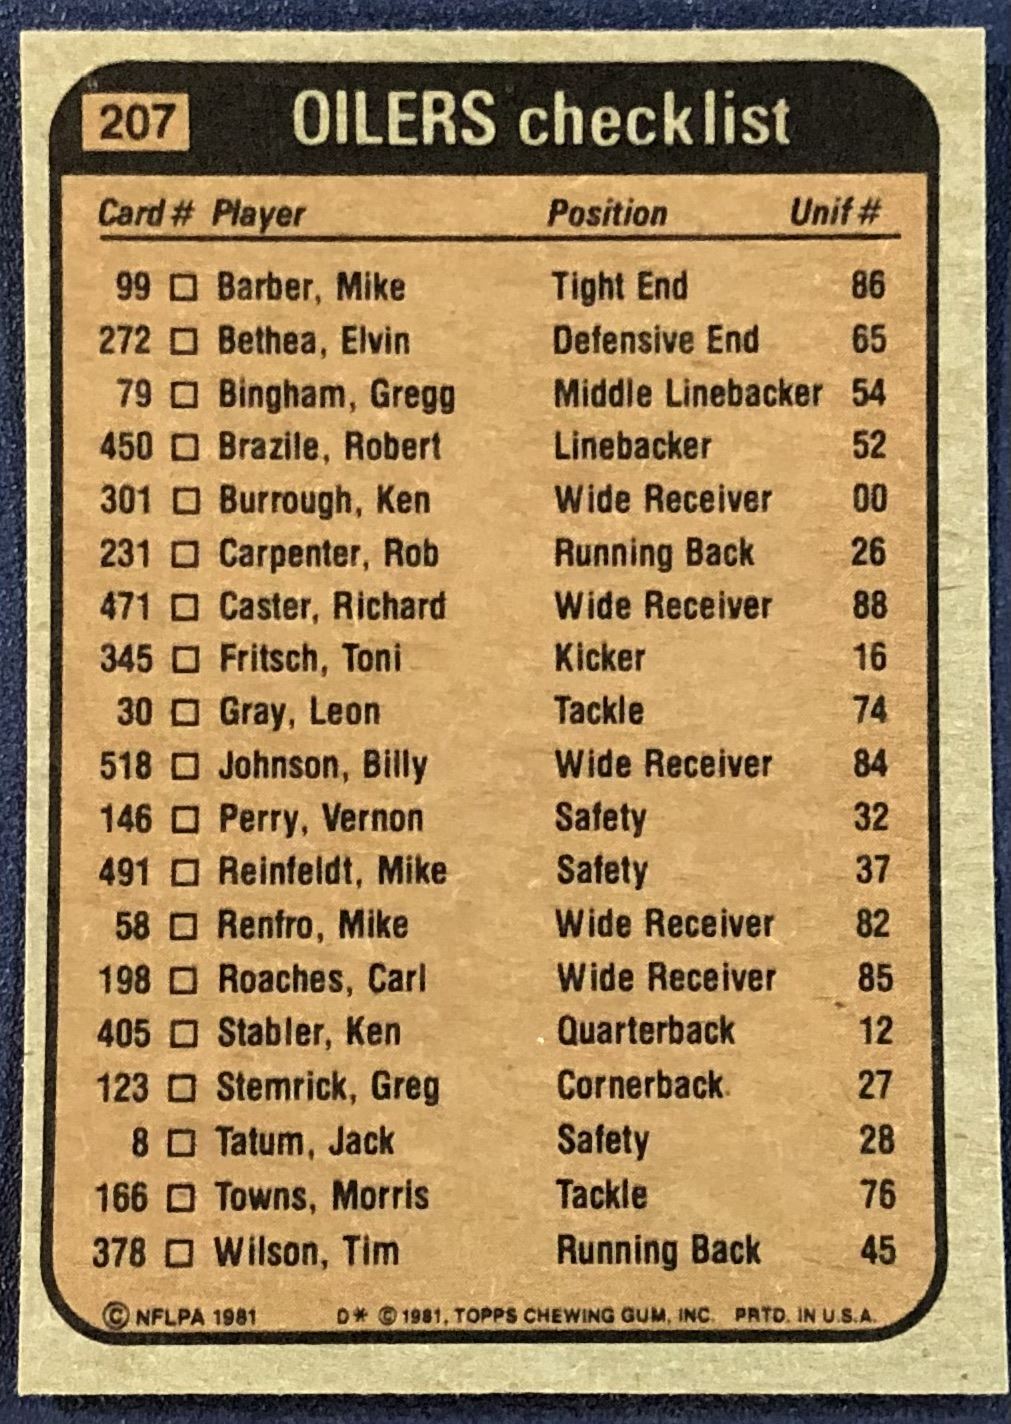 207 OILERS checklist
Card # Player Position Unif #
99 □ Barber, Mike Tight End 86
272 □ Bethea, Elvin Defensive End 65
79 □ Bingham, Gregg Middle Linebacker 54
450 □ Brazile, Robert Linebacker 52
301 □ Burrough, Ken Wide Receiver 00
231 □ Carpenter, Rob Running Back 26
471 □ Caster, Richard Wide Receiver 88
345 □ Fritsch, Toni Kicker 16
30 □ Gray, Leon Tackle 74
518 □ Johnson, Billy Wide Receiver 84
146 □ Perry, Vernon Safety 32
491 □ Reinfeldt, Mike Safety 37
58 □ Renfro, Mike Wide Receiver 82
198 □ Roaches, Carl Wide Receiver 85
405 □ Stabler, Ken Quarterback 12
123 □ Stemrick, Greg Cornerback 27
8 □ Tatum, Jack Safety 28
166 □ Towns, Morris Tackle 76
378 □ Wilson, Tim Running Back 45
© NFLPA 1981 D* © 1981, TOPPS CHEWING GUM, INC. PRTD. IN U.S.A.